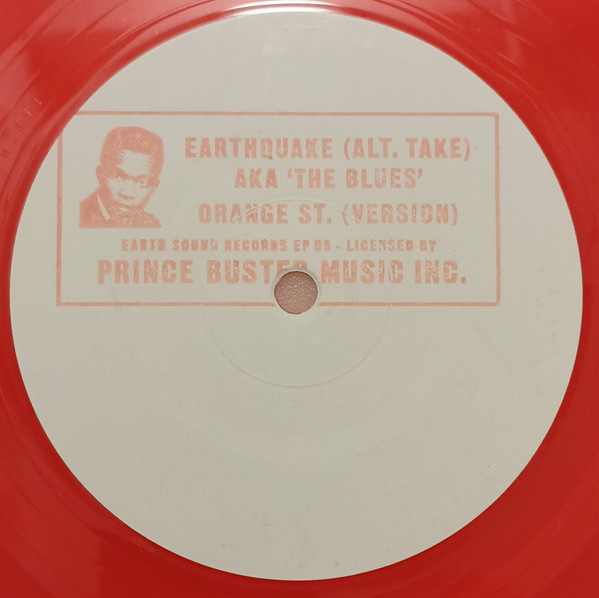 EARTHQUAKE (ALT. TAKE)
AKA 'THE BLUES'
ORANGE ST. (VERSION)
EARTH SOUND RECORDS EP 09 - LICENSED BY
PRINCE BUSTER MUSIC INC.